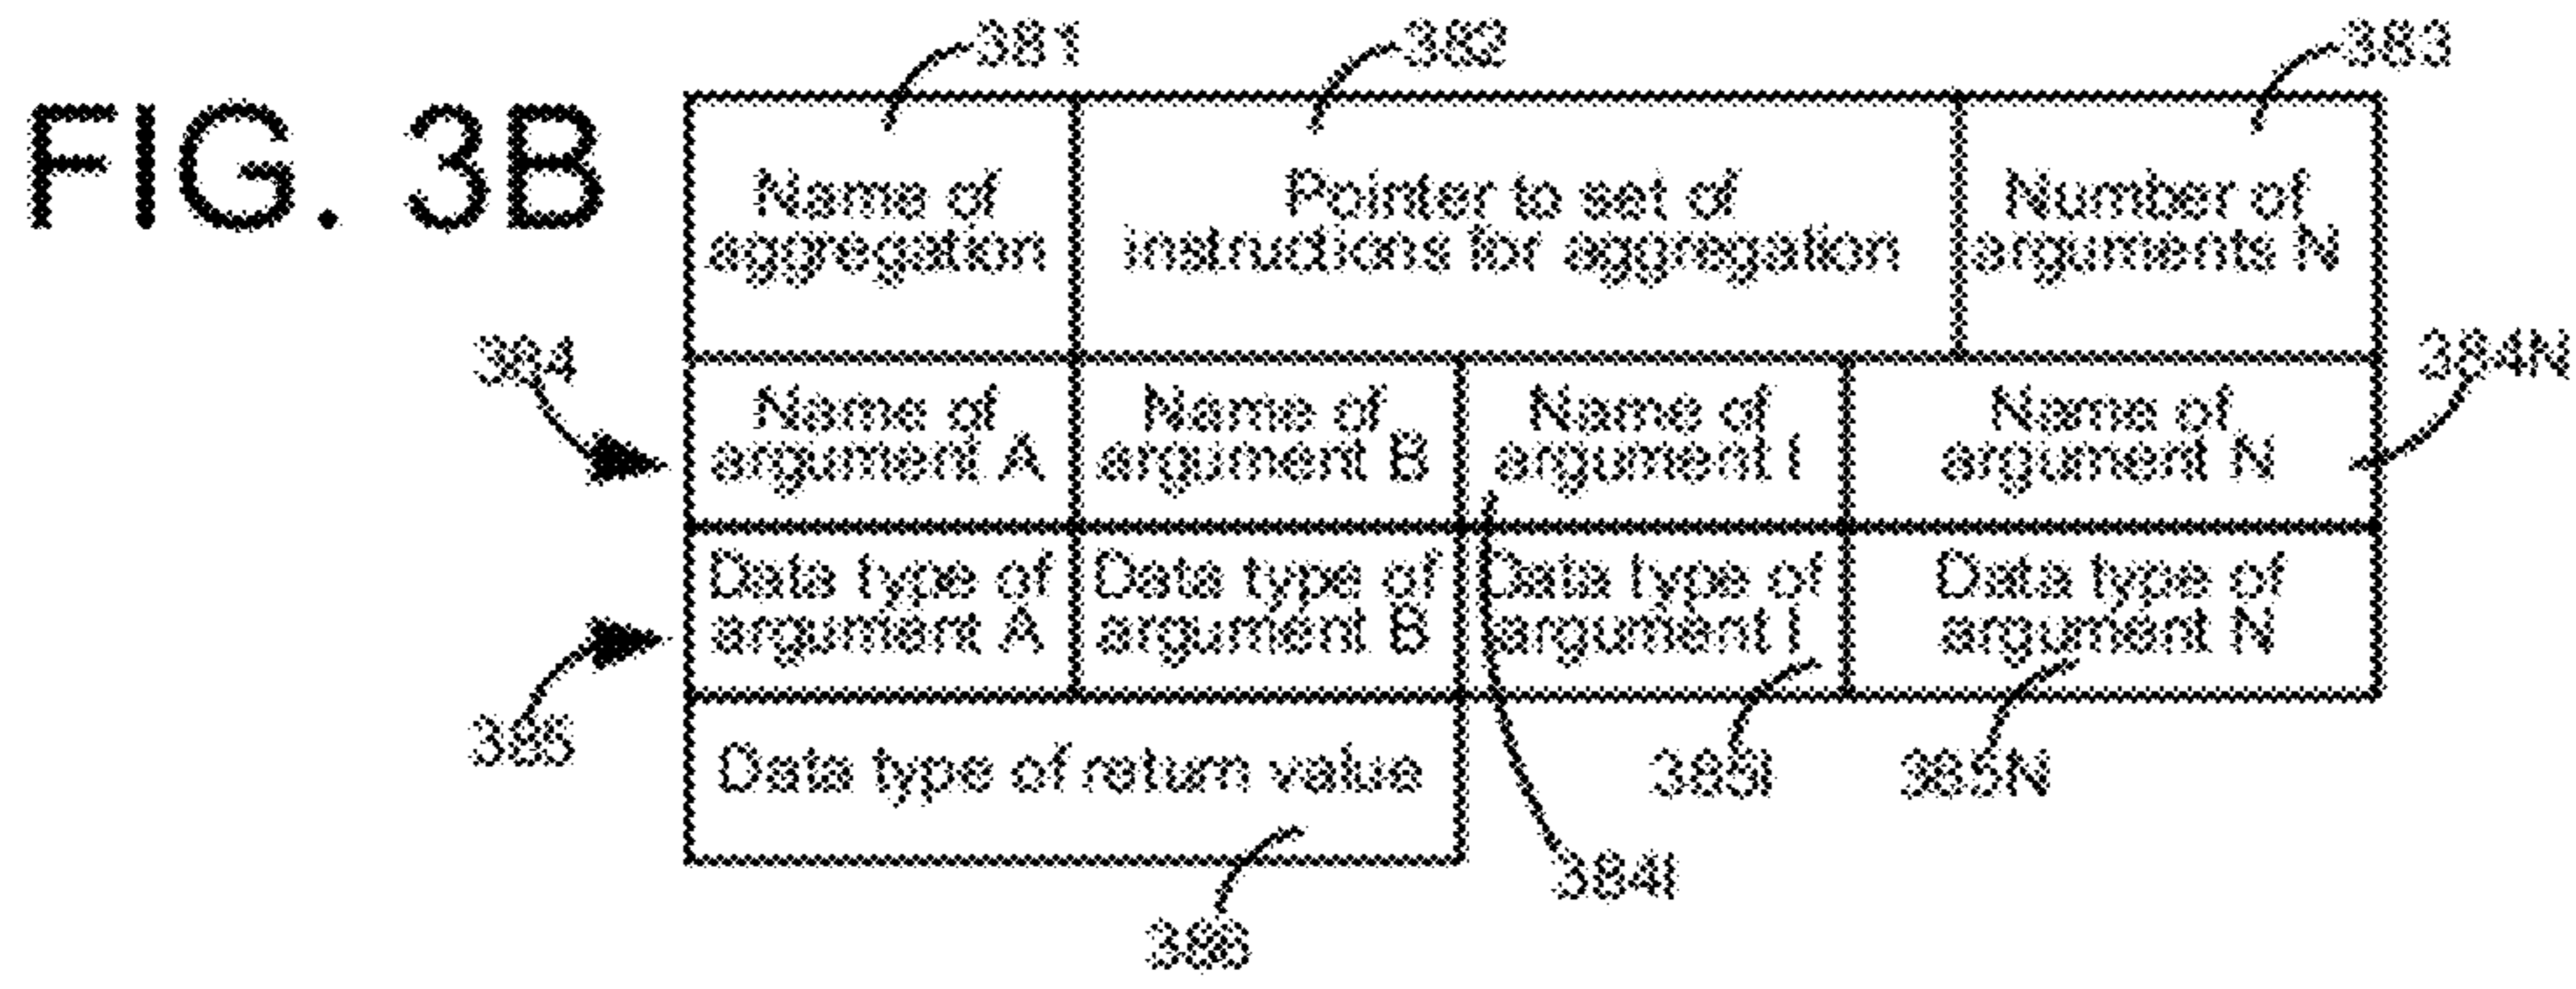 381
382
383
FIG. 3B
Name of
aggregation
Pointer to set of
instructions for aggregation
Number of
arguments N
384
384N
Name of
argument A
Name of
argument B
Name of
argument I
Name of
argument N
Data type of
argument A
Data type of
argument B
Data type of
argument I
Data type of
argument N
385
Data type of return value
385I
385N
384I
386